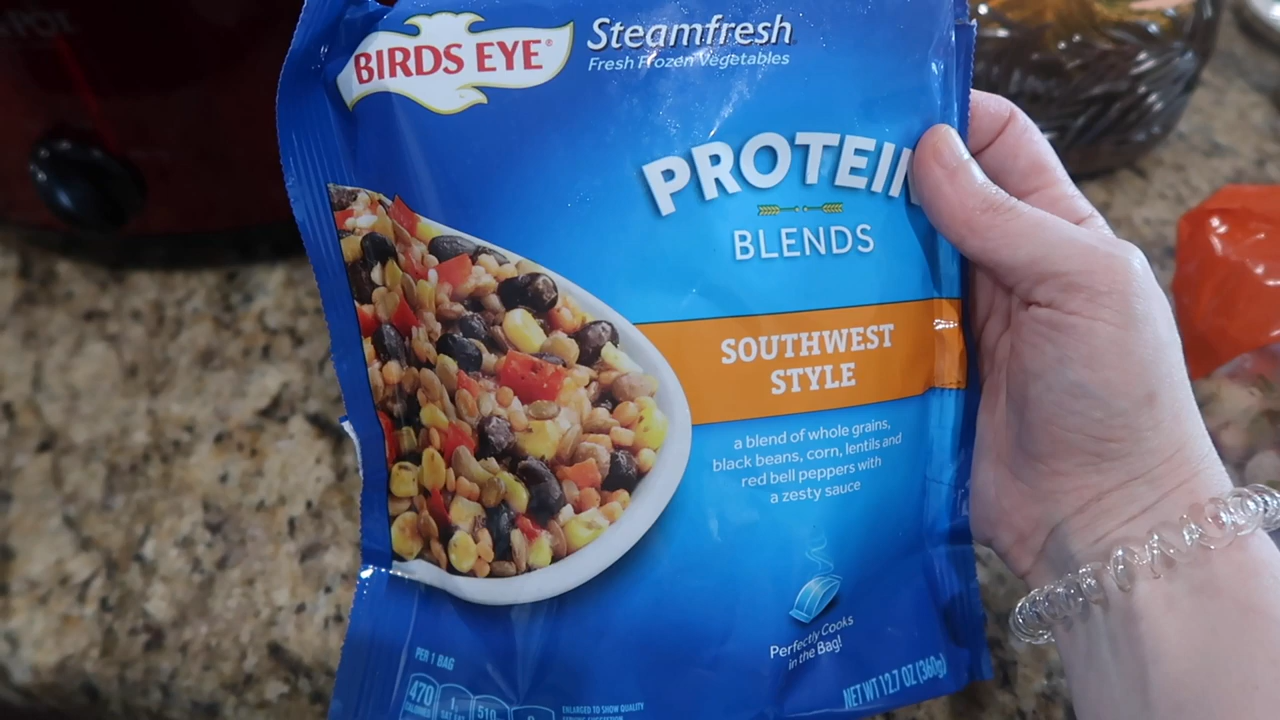 BIRDS EYE®
Steamfresh
Fresh Frozen Vegetables
PROTEIN
BLENDS
SOUTHWEST
STYLE
a blend of whole grains,
black beans, corn, lentils and
red bell peppers with
a zesty sauce
Perfectly Cooks
in the Bag!
PER 1 BAG
470
CALORIES
1
SAT FAT
510
ENLARGED TO SHOW QUALITY
SERVING SUGGESTION
NET WT 12.7 OZ (360g)